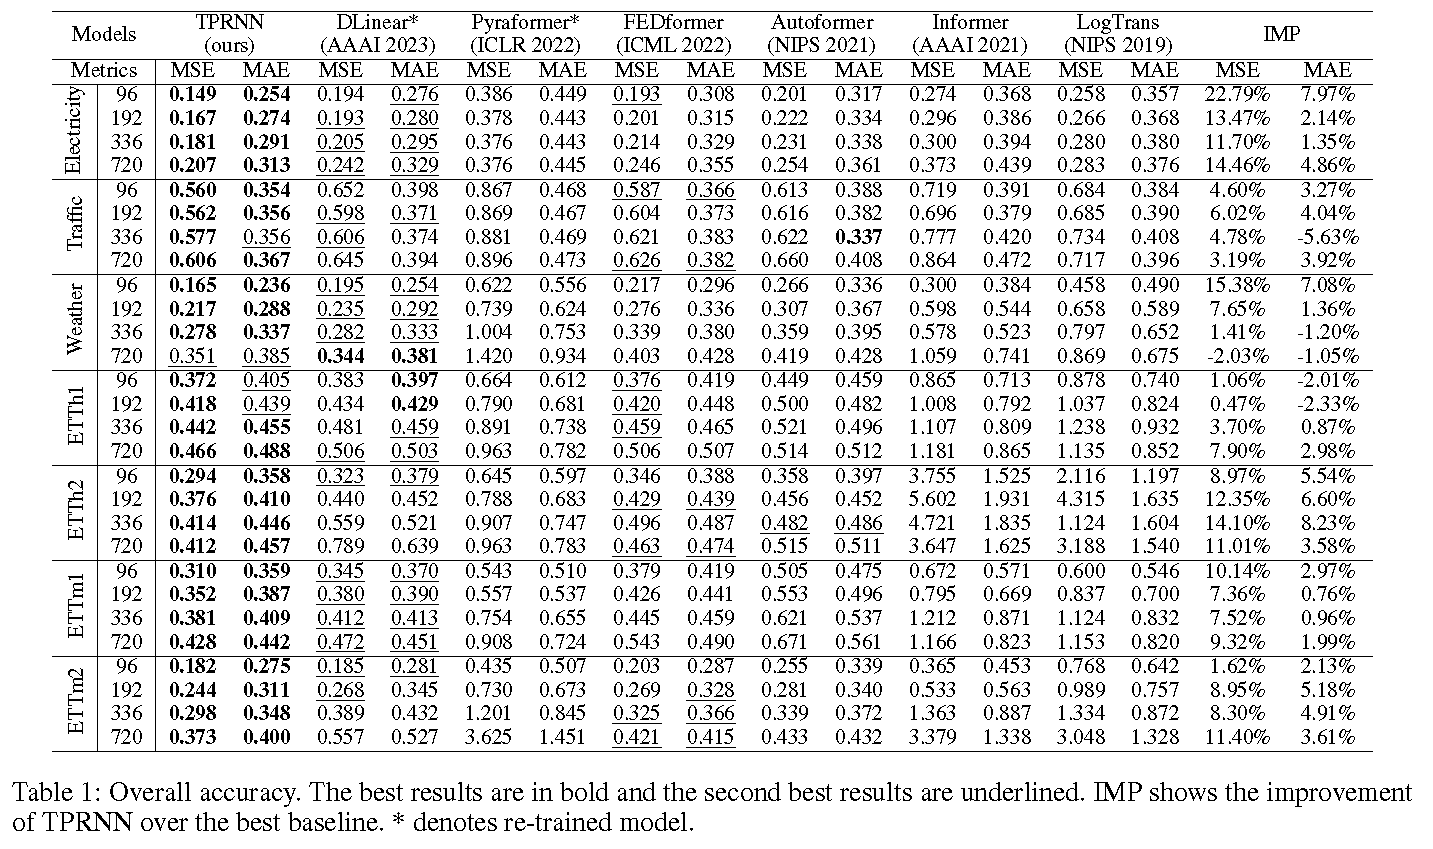 Models TPRNN DLinear* Pyraformer* FEDformer Autoformer Informer LogTrans IMP
(ours) (AAAI 2023) (ICLR 2022) (ICML 2022) (NIPS 2021) (AAAI 2021) (NIPS 2019)
Metrics MSE MAE MSE MAE MSE MAE MSE MAE MSE MAE MSE MAE MSE MAE MSE MAE
Electricity
96 0.149 0.254 0.194 0.276 0.386 0.449 0.193 0.308 0.201 0.317 0.274 0.368 0.258 0.357 22.79% 7.97%
192 0.167 0.274 0.193 0.280 0.378 0.443 0.201 0.315 0.222 0.334 0.296 0.386 0.266 0.368 13.47% 2.14%
336 0.181 0.291 0.205 0.295 0.376 0.443 0.214 0.329 0.231 0.338 0.300 0.394 0.280 0.380 11.70% 1.35%
720 0.207 0.313 0.242 0.329 0.376 0.445 0.246 0.355 0.254 0.361 0.373 0.439 0.283 0.376 14.46% 4.86%
Traffic
96 0.560 0.354 0.652 0.398 0.867 0.468 0.587 0.366 0.613 0.388 0.719 0.391 0.684 0.384 4.60% 3.27%
192 0.562 0.356 0.598 0.371 0.869 0.467 0.604 0.373 0.616 0.382 0.696 0.379 0.685 0.390 6.02% 4.04%
336 0.577 0.356 0.606 0.374 0.881 0.469 0.621 0.383 0.622 0.337 0.777 0.420 0.734 0.408 4.78% -5.63%
720 0.606 0.367 0.645 0.394 0.896 0.473 0.626 0.382 0.660 0.408 0.864 0.472 0.717 0.396 3.19% 3.92%
Weather
96 0.165 0.236 0.195 0.254 0.622 0.556 0.217 0.296 0.266 0.336 0.300 0.384 0.458 0.490 15.38% 7.08%
192 0.217 0.288 0.235 0.292 0.739 0.624 0.276 0.336 0.307 0.367 0.598 0.544 0.658 0.589 7.65% 1.36%
336 0.278 0.337 0.282 0.333 1.004 0.753 0.339 0.380 0.359 0.395 0.578 0.523 0.797 0.652 1.41% -1.20%
720 0.351 0.385 0.344 0.381 1.420 0.934 0.403 0.428 0.419 0.428 1.059 0.741 0.869 0.675 -2.03% -1.05%
ETTh1
96 0.372 0.405 0.383 0.397 0.664 0.612 0.376 0.419 0.449 0.459 0.865 0.713 0.878 0.740 1.06% -2.01%
192 0.418 0.439 0.434 0.429 0.790 0.681 0.420 0.448 0.500 0.482 1.008 0.792 1.037 0.824 0.47% -2.33%
336 0.442 0.455 0.481 0.459 0.891 0.738 0.459 0.465 0.521 0.496 1.107 0.809 1.238 0.932 3.70% 0.87%
720 0.466 0.488 0.506 0.503 0.963 0.782 0.506 0.507 0.514 0.512 1.181 0.865 1.135 0.852 7.90% 2.98%
ETTh2
96 0.294 0.358 0.323 0.379 0.645 0.597 0.346 0.388 0.358 0.397 3.755 1.525 2.116 1.197 8.97% 5.54%
192 0.376 0.410 0.440 0.452 0.788 0.683 0.429 0.439 0.456 0.452 5.602 1.931 4.315 1.635 12.35% 6.60%
336 0.414 0.446 0.559 0.521 0.907 0.747 0.496 0.487 0.482 0.486 4.721 1.835 1.124 1.604 14.10% 8.23%
720 0.412 0.457 0.789 0.639 0.963 0.783 0.463 0.474 0.515 0.511 3.647 1.625 3.188 1.540 11.01% 3.58%
ETTm1
96 0.310 0.359 0.345 0.370 0.543 0.510 0.379 0.419 0.505 0.475 0.672 0.571 0.600 0.546 10.14% 2.97%
192 0.352 0.387 0.380 0.390 0.557 0.537 0.426 0.441 0.553 0.496 0.795 0.669 0.837 0.700 7.36% 0.76%
336 0.381 0.409 0.412 0.413 0.754 0.655 0.445 0.459 0.621 0.537 1.212 0.871 1.124 0.832 7.52% 0.96%
720 0.428 0.442 0.472 0.451 0.908 0.724 0.543 0.490 0.671 0.561 1.166 0.823 1.153 0.820 9.32% 1.99%
ETTm2
96 0.182 0.275 0.185 0.281 0.435 0.507 0.203 0.287 0.255 0.339 0.365 0.453 0.768 0.642 1.62% 2.13%
192 0.244 0.311 0.268 0.345 0.730 0.673 0.269 0.328 0.281 0.340 0.533 0.563 0.989 0.757 8.95% 5.18%
336 0.298 0.348 0.389 0.432 1.201 0.845 0.325 0.366 0.339 0.372 1.363 0.887 1.334 0.872 8.30% 4.91%
720 0.373 0.400 0.557 0.527 3.625 1.451 0.421 0.415 0.433 0.432 3.379 1.338 3.048 1.328 11.40% 3.61%
Table 1: Overall accuracy. The best results are in bold and the second best results are underlined. IMP shows the improvement
of TPRNN over the best baseline. * denotes re-trained model.